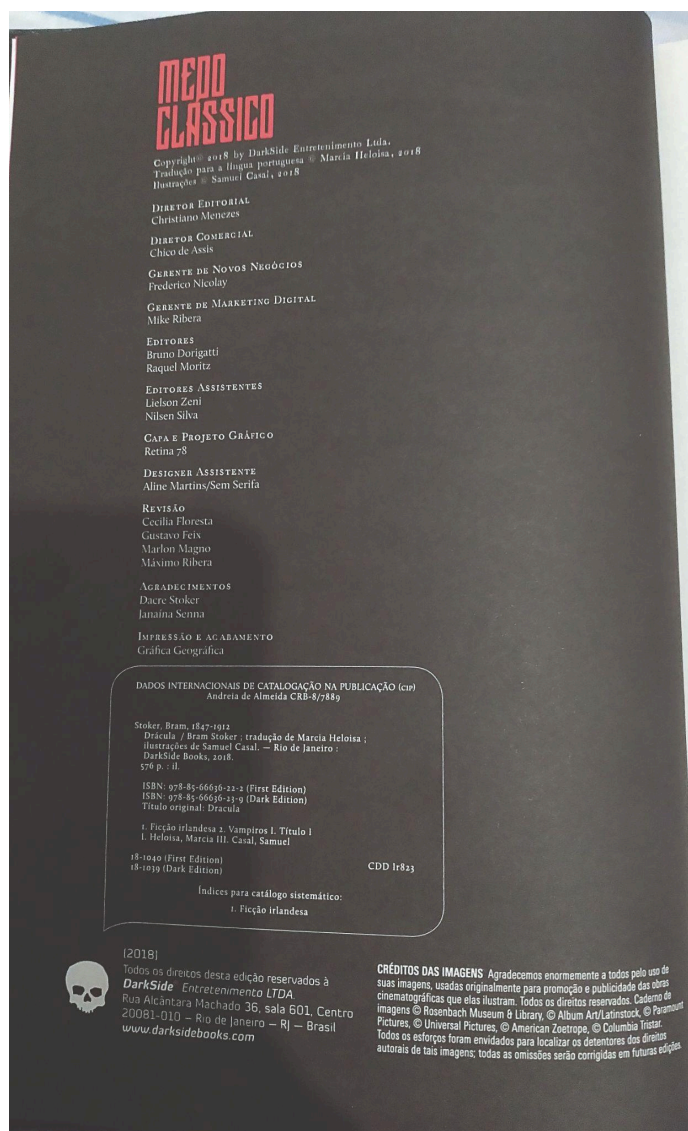 MEDO
CLÁSSICO
Copyright© 2018 by DarkSide Entretenimento Ltda.
Tradução para a língua portuguesa © Marcia Heloisa, 2018
Ilustrações © Samuel Casal, 2018
Diretor Editorial
Christiano Menezes
Diretor Comercial
Chico de Assis
Gerente de Novos Negócios
Frederico Nicolay
Gerente de Marketing Digital
Mike Ribera
Editores
Bruno Dorigatti
Raquel Moritz
Editores Assistentes
Lielson Zeni
Nilsen Silva
Capa e Projeto Gráfico
Retina 78
Designer Assistente
Aline Martins/Sem Serifa
Revisão
Cecília Floresta
Gustavo Feix
Marlon Magno
Máximo Ribera
Agradecimentos
Dacre Stoker
Janaína Senna
Impressão e acabamento
Gráfica Geográfica
DADOS INTERNACIONAIS DE CATALOGAÇÃO NA PUBLICAÇÃO (CIP)
Andreia de Almeida CRB-8/7889
Stoker, Bram, 1847-1912
Drácula / Bram Stoker ; tradução de Marcia Heloisa ;
ilustrações de Samuel Casal. — Rio de Janeiro :
DarkSide Books, 2018.
576 p. : il.
ISBN: 978-85-66636-22-2 (First Edition)
ISBN: 978-85-66636-23-9 (Dark Edition)
Título original: Dracula
1. Ficção irlandesa 2. Vampiros I. Título I
I. Heloisa, Marcia III. Casal, Samuel
18-1040 (First Edition)
18-1039 (Dark Edition) CDD Ir823
Índices para catálogo sistemático:
1. Ficção irlandesa
[2018]
Todos os direitos desta edição reservados à
DarkSide® Entretenimento LTDA.
Rua Alcântara Machado 36, sala 601, Centro
20081-010 — Rio de Janeiro — RJ — Brasil
www.darksidebooks.com
CRÉDITOS DAS IMAGENS Agradecemos enormemente a todos pelo uso de
suas imagens, usadas originalmente para promoção e publicidade das obras
cinematográficas que elas ilustram. Todos os direitos reservados. Caderno de
imagens © Rosenbach Museum & Library, © Album Art/Latinstock, © Paramount
Pictures, © Universal Pictures, © American Zoetrope, © Columbia Tristar.
Todos os esforços foram envidados para localizar os detentores dos direitos
autorais de tais imagens; todas as omissões serão corrigidas em futuras edições.